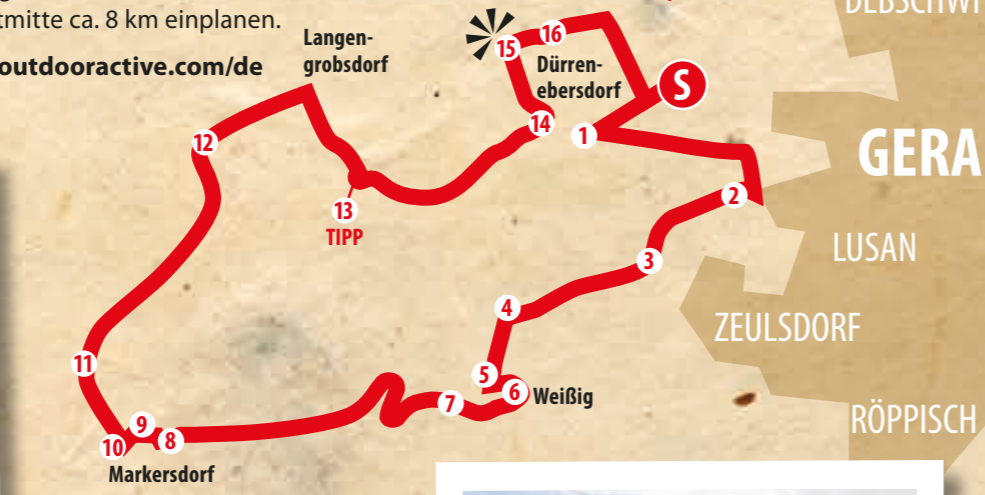 tmitte ca. 8 km einplanen.
outdooractive.com/de
Langen-
grobsdorf
15
16
Dürren-
ebersdorf
S
14
1
12
13
TIPP
2
3
4
5
6
Weißig
7
11
9
8
10
Markersdorf
GERA
LUSAN
ZEULSDORF
RÖPPISCH